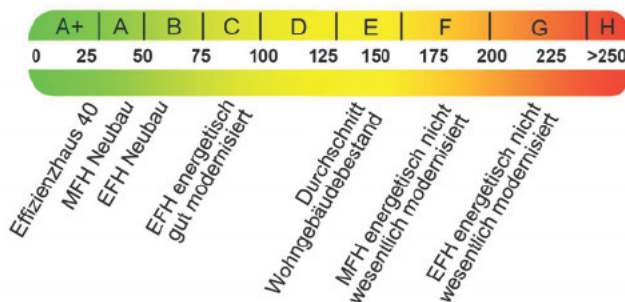 A+ A B C D E F G H
0 25 50 75 100 125 150 175 200 225 >250
Effizienzhaus 40
MFH Neubau
EFH Neubau
EFH energetisch
gut modernisiert
Durchschnitt
Wohngebäudebestand
MFH energetisch nicht
wesentlich modernisiert
EFH energetisch nicht
wesentlich modernisiert